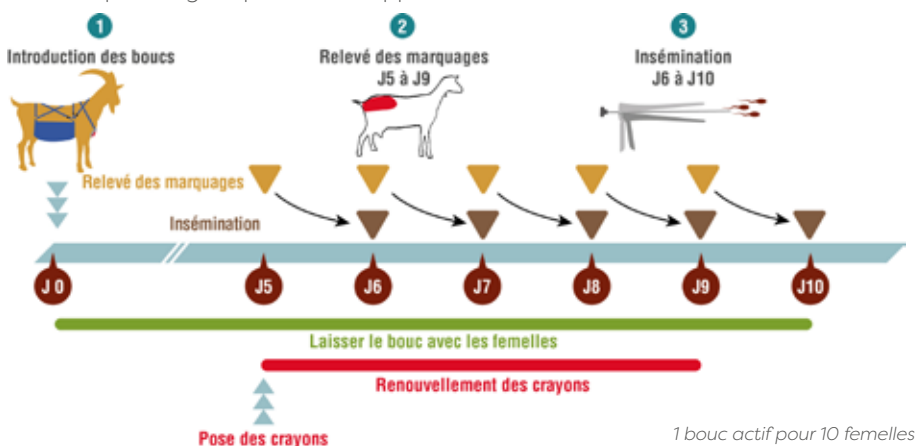 1
Introduction des boucs
2
Relevé des marquages
J5 à J9
3
Insémination
J6 à J10
Relevé des marquages
Insémination
J 0
J5
J6
J7
J8
J9
J10
Laisser le bouc avec les femelles
Renouvellement des crayons
Pose des crayons
1 bouc actif pour 10 femelles